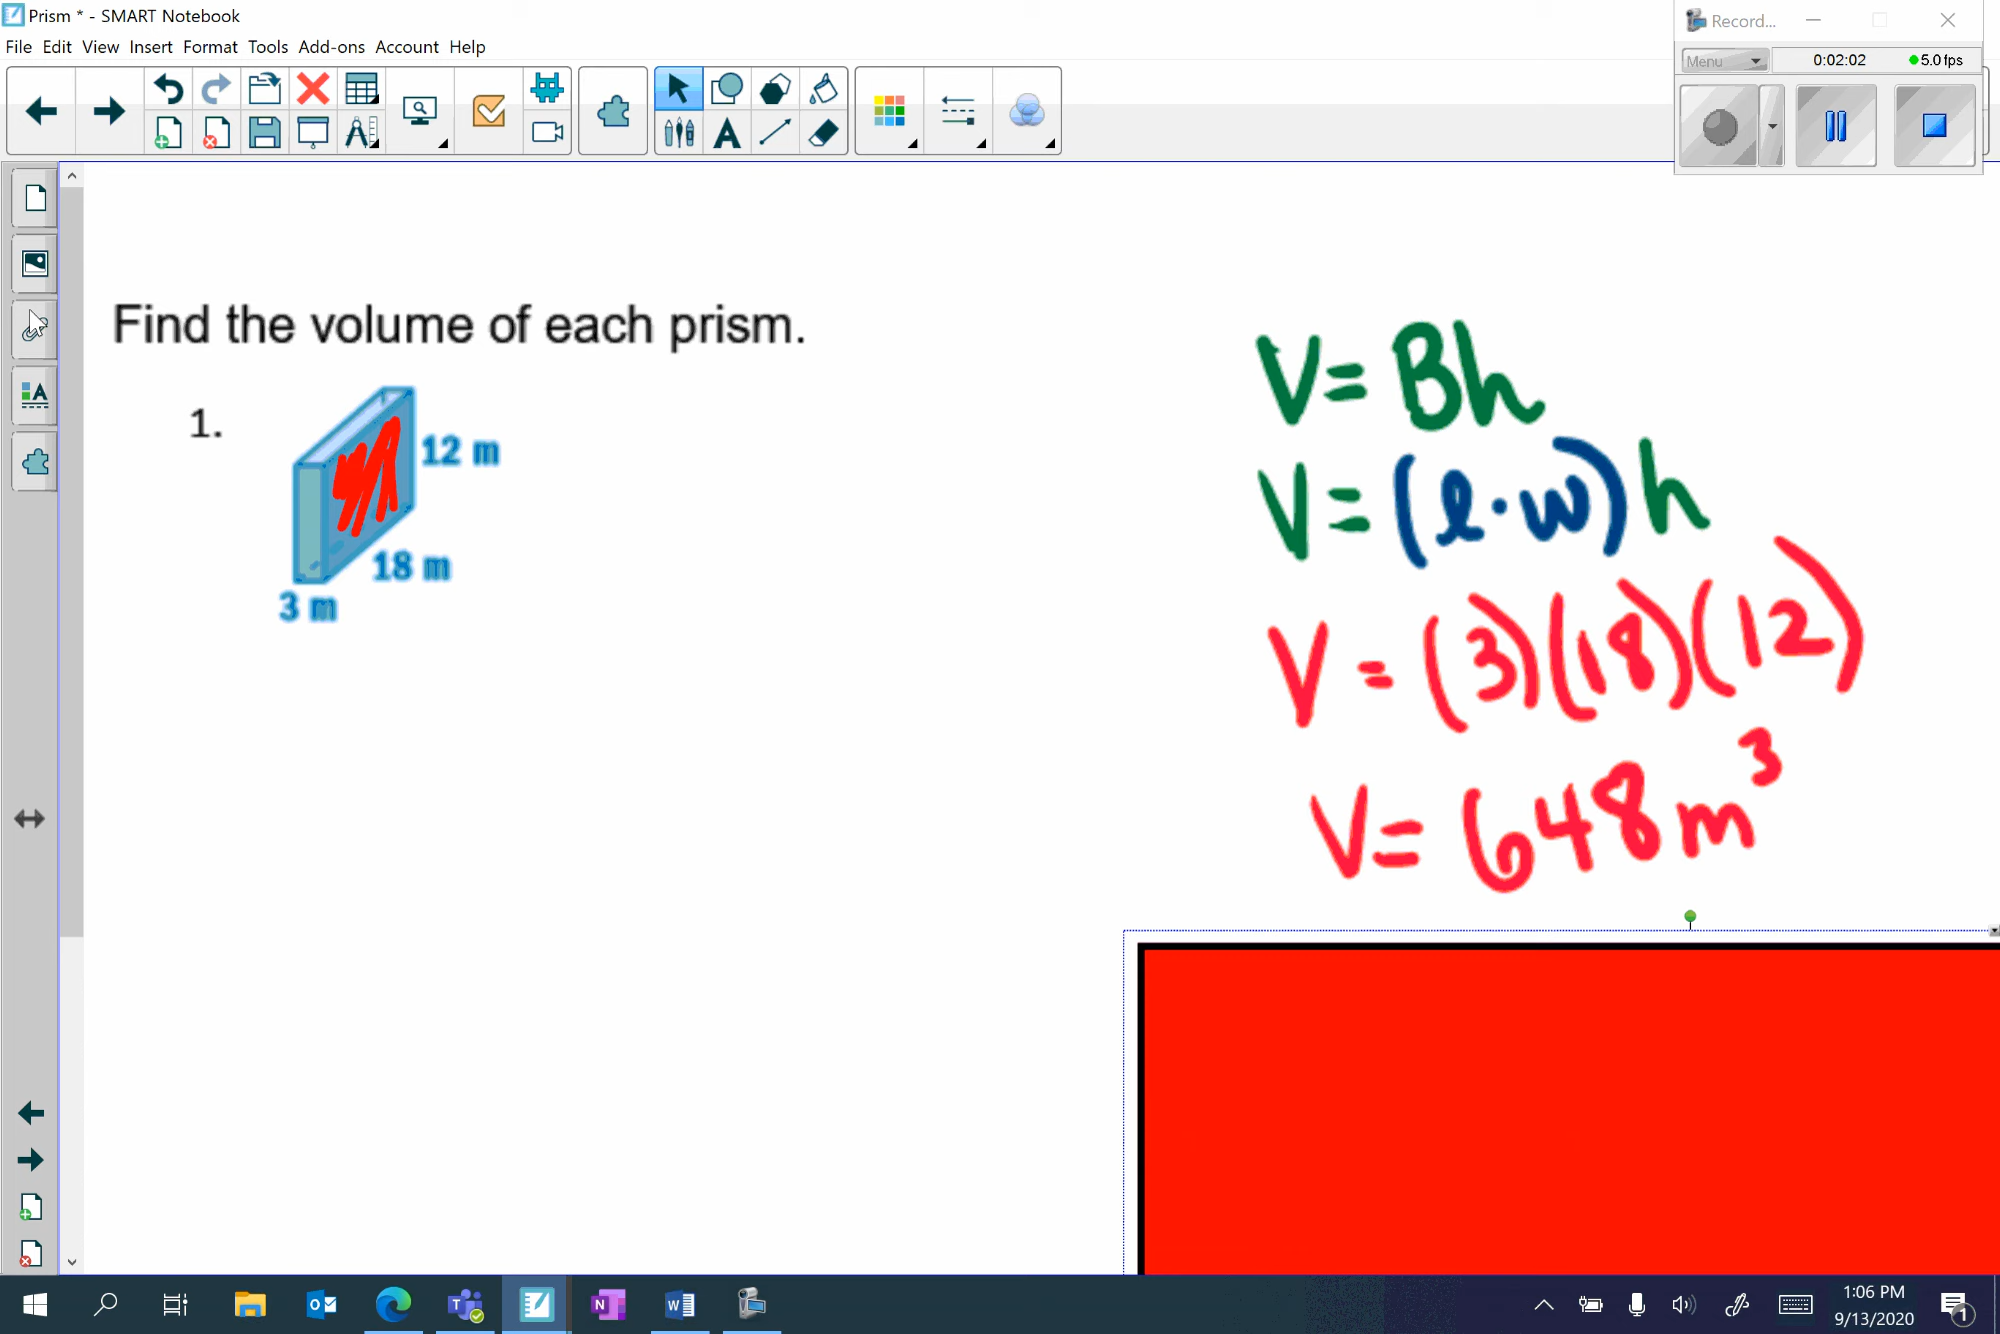 Prism * - SMART Notebook
File Edit View Insert Format Tools Add-ons Account Help
Record...
Menu 0:02:02 5.0fps
Find the volume of each prism.
1.
12 m
18 m
3 m
V= Bh
V= (l·w)h
V = (3)(18)(12)
V= 648m³
1:06 PM
9/13/2020